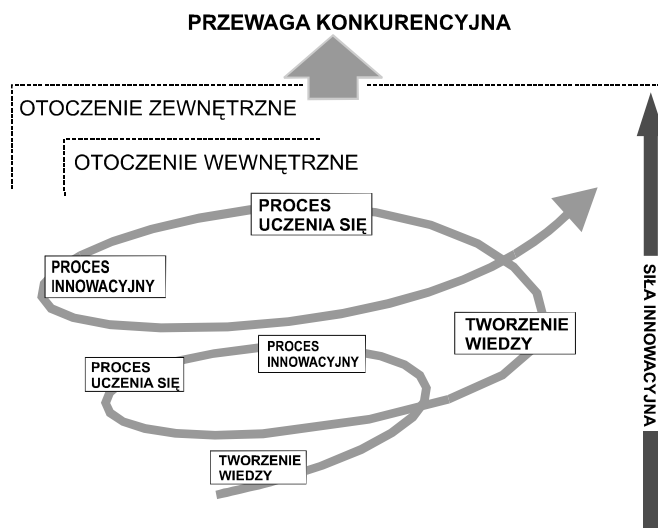 PRZEWAGA KONKURENCYJNA
OTOCZENIE ZEWNĘTRZNE
OTOCZENIE WEWNĘTRZNE
PROCES
UCZENIA SIĘ
PROCES
INNOWACYJNY
TWORZENIE
WIEDZY
PROCES
INNOWACYJNY
PROCES
UCZENIA SIĘ
TWORZENIE
WIEDZY
SIŁA INNOWACYJNA